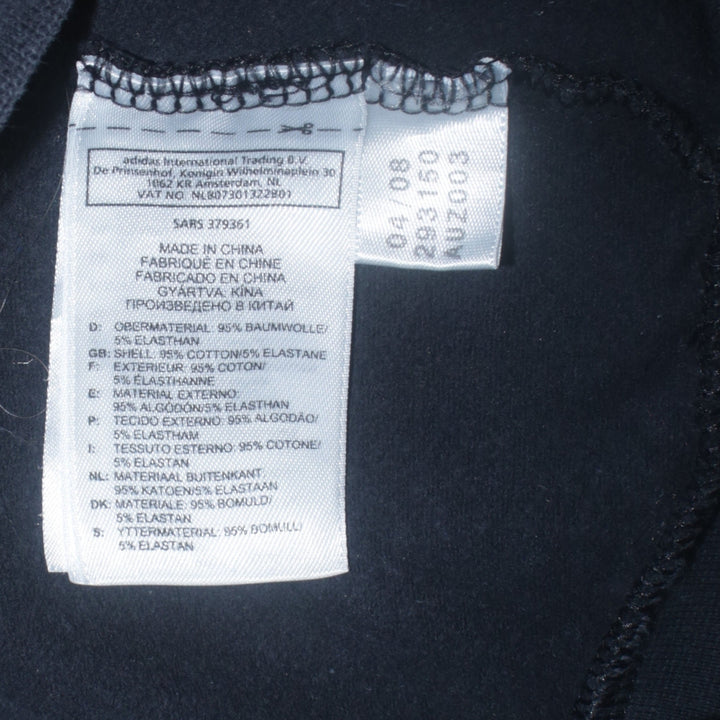 adidas International Trading B.V.
De Prinsenhof, Konigin Wilhelminaplein 30
1062 KR Amsterdam, NL
VAT NO. NL807301322B01
SARS 379361
MADE IN CHINA
FABRIQUÉ EN CHINE
FABRICADO EN CHINA
GYÁRTVA: KÍNA
ПРОИЗВЕДЕНО В КИТАЙ
D: OBERMATERIAL: 95% BAUMWOLLE/
5% ELASTHAN
GB: SHELL: 95% COTTON/5% ELASTANE
F: EXTERIEUR: 95% COTON/
5% ÉLASTHANNE
E: MATERIAL EXTERNO:
95% ALGODÓN/5% ELASTHAN
P: TECIDO EXTERNO: 95% ALGODÃO/
5% ELASTHAM
I: TESSUTO ESTERNO: 95% COTONE/
5% ELASTAN
NL: MATERIAAL BUITENKANT:
95% KATOEN/5% ELASTAAN
DK: MATERIALE: 95% BOMULD/
5% ELASTAN
S: YTTERMATERIAL: 95% BOMULL/
5% ELASTAN
04/08
293150
AUZ003